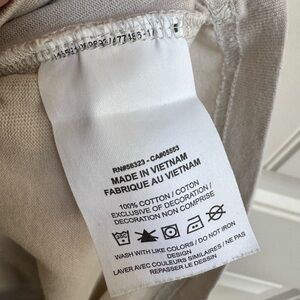 RN#56323 - CA#05553
MADE IN VIETNAM
FABRIQUE AU VIETNAM
100% COTTON / COTON
EXCLUSIVE OF DECORATION /
DECORATION NON COMPRISE
WASH WITH LIKE COLORS / DO NOT IRON
DESIGN
LAVER AVEC COULEURS SIMILAIRES / NE PAS
REPASSER LE DESSIN